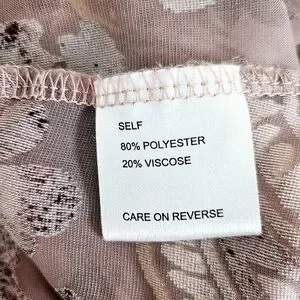 SELF
80% POLYESTER
20% VISCOSE
CARE ON REVERSE